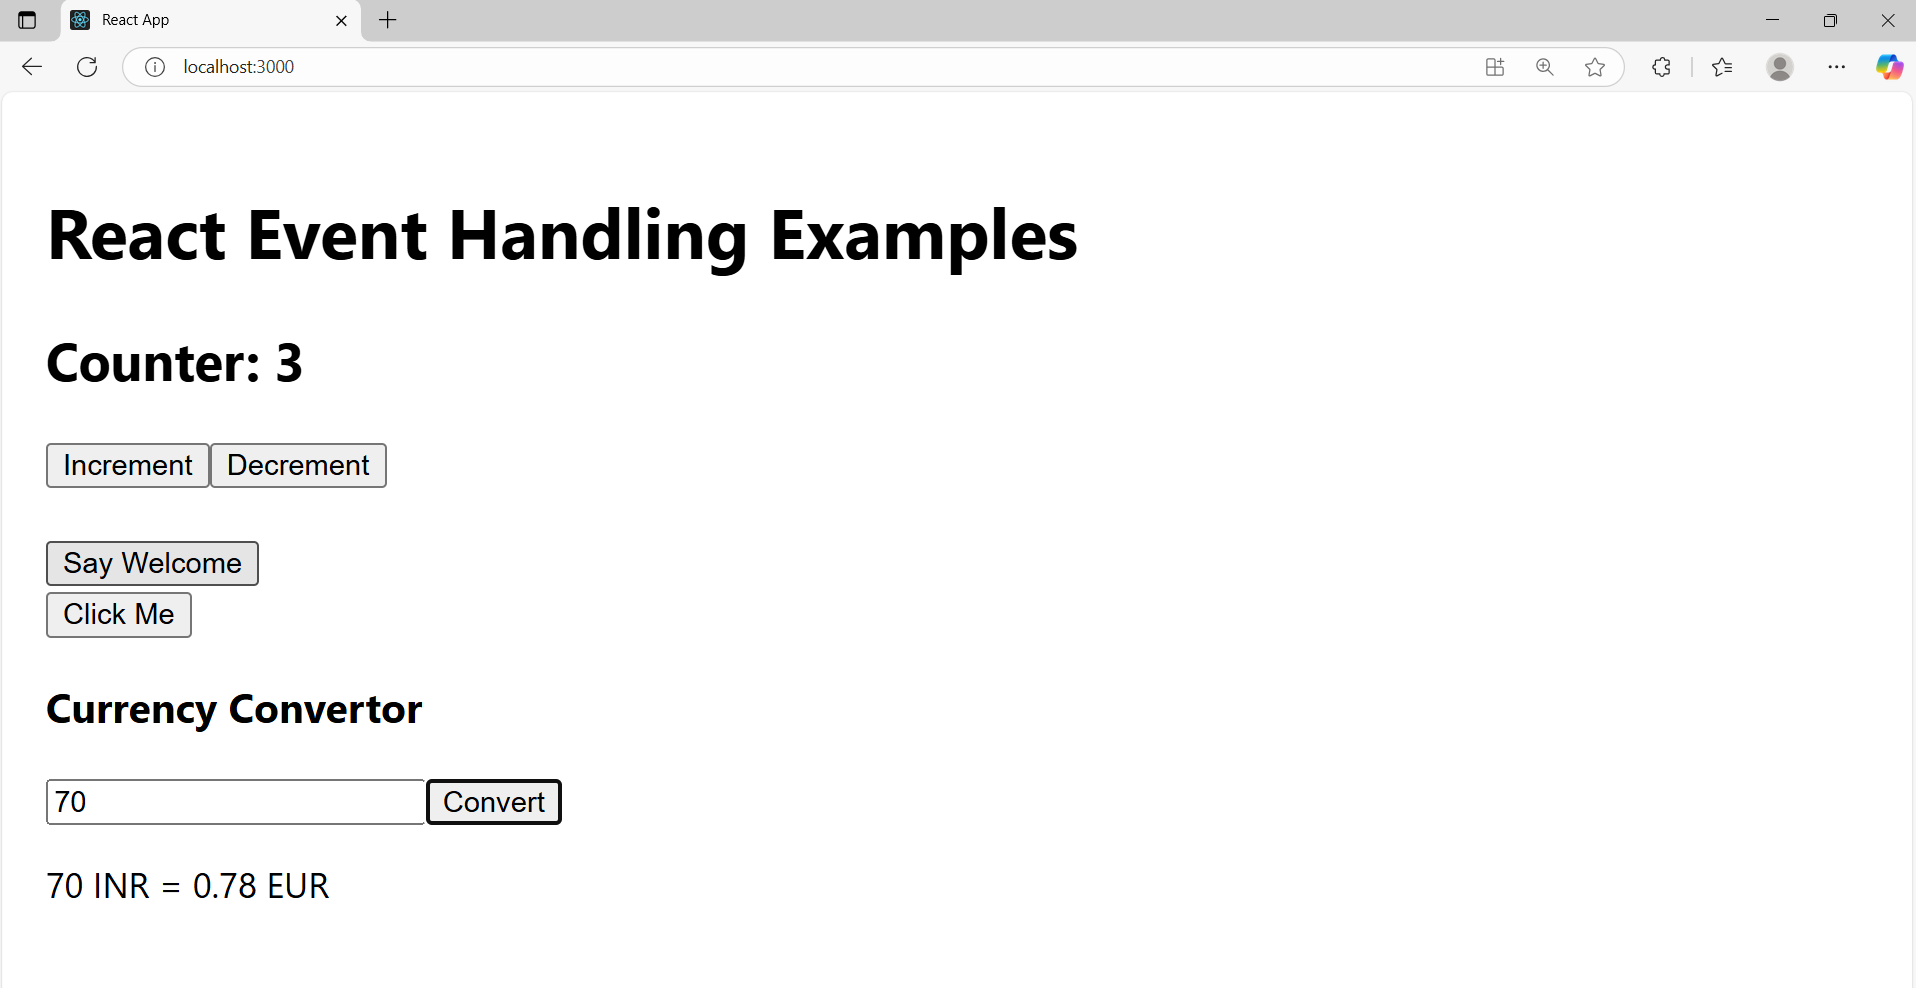 React App
localhost:3000
React Event Handling Examples
Counter: 3
Increment Decrement
Say Welcome
Click Me
Currency Convertor
70 Convert
70 INR = 0.78 EUR